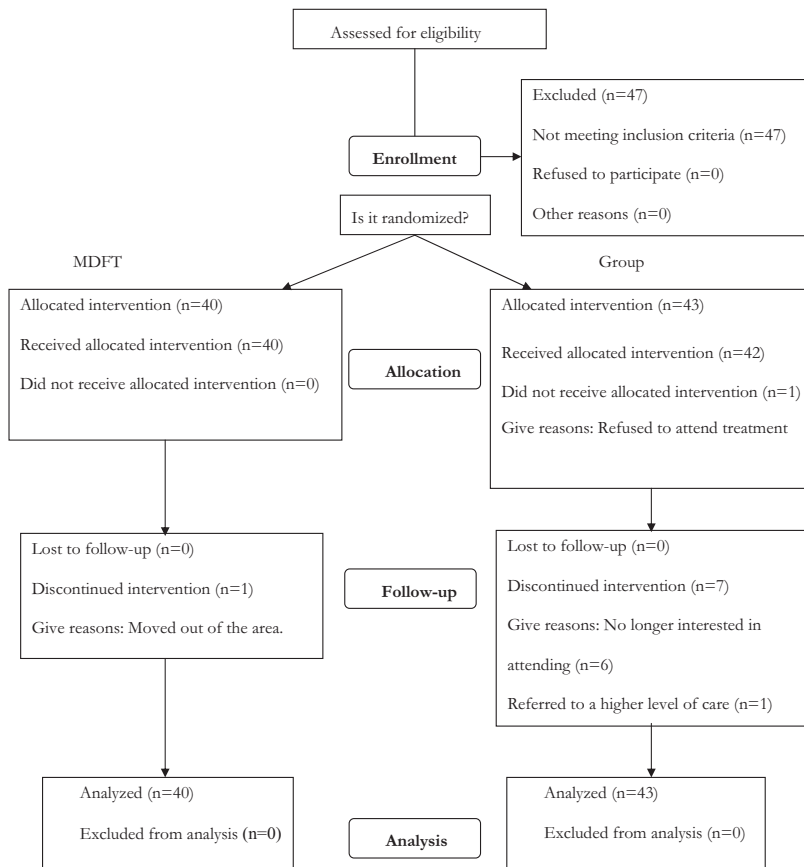 Assessed for eligibility
Excluded (n=47)
Not meeting inclusion criteria (n=47)
Refused to participate (n=0)
Other reasons (n=0)
Enrollment
Is it randomized?
MDFT
Group
Allocated intervention (n=40)
Received allocated intervention (n=40)
Did not receive allocated intervention (n=0)
Allocation
Allocated intervention (n=43)
Received allocated intervention (n=42)
Did not receive allocated intervention (n=1)
Give reasons: Refused to attend treatment
Lost to follow-up (n=0)
Discontinued intervention (n=1)
Give reasons: Moved out of the area.
Follow-up
Lost to follow-up (n=0)
Discontinued intervention (n=7)
Give reasons: No longer interested in
attending (n=6)
Referred to a higher level of care (n=1)
Analyzed (n=40)
Excluded from analysis (n=0)
Analysis
Analyzed (n=43)
Excluded from analysis (n=0)